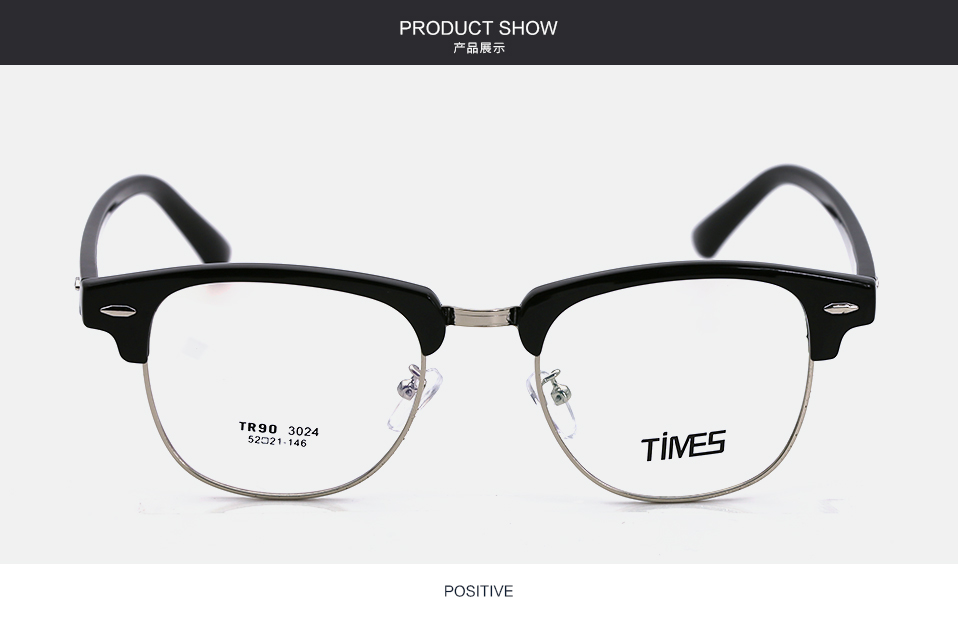 PRODUCT SHOW
产品展示
TR90 3024
52□21-146
TIMES
POSITIVE